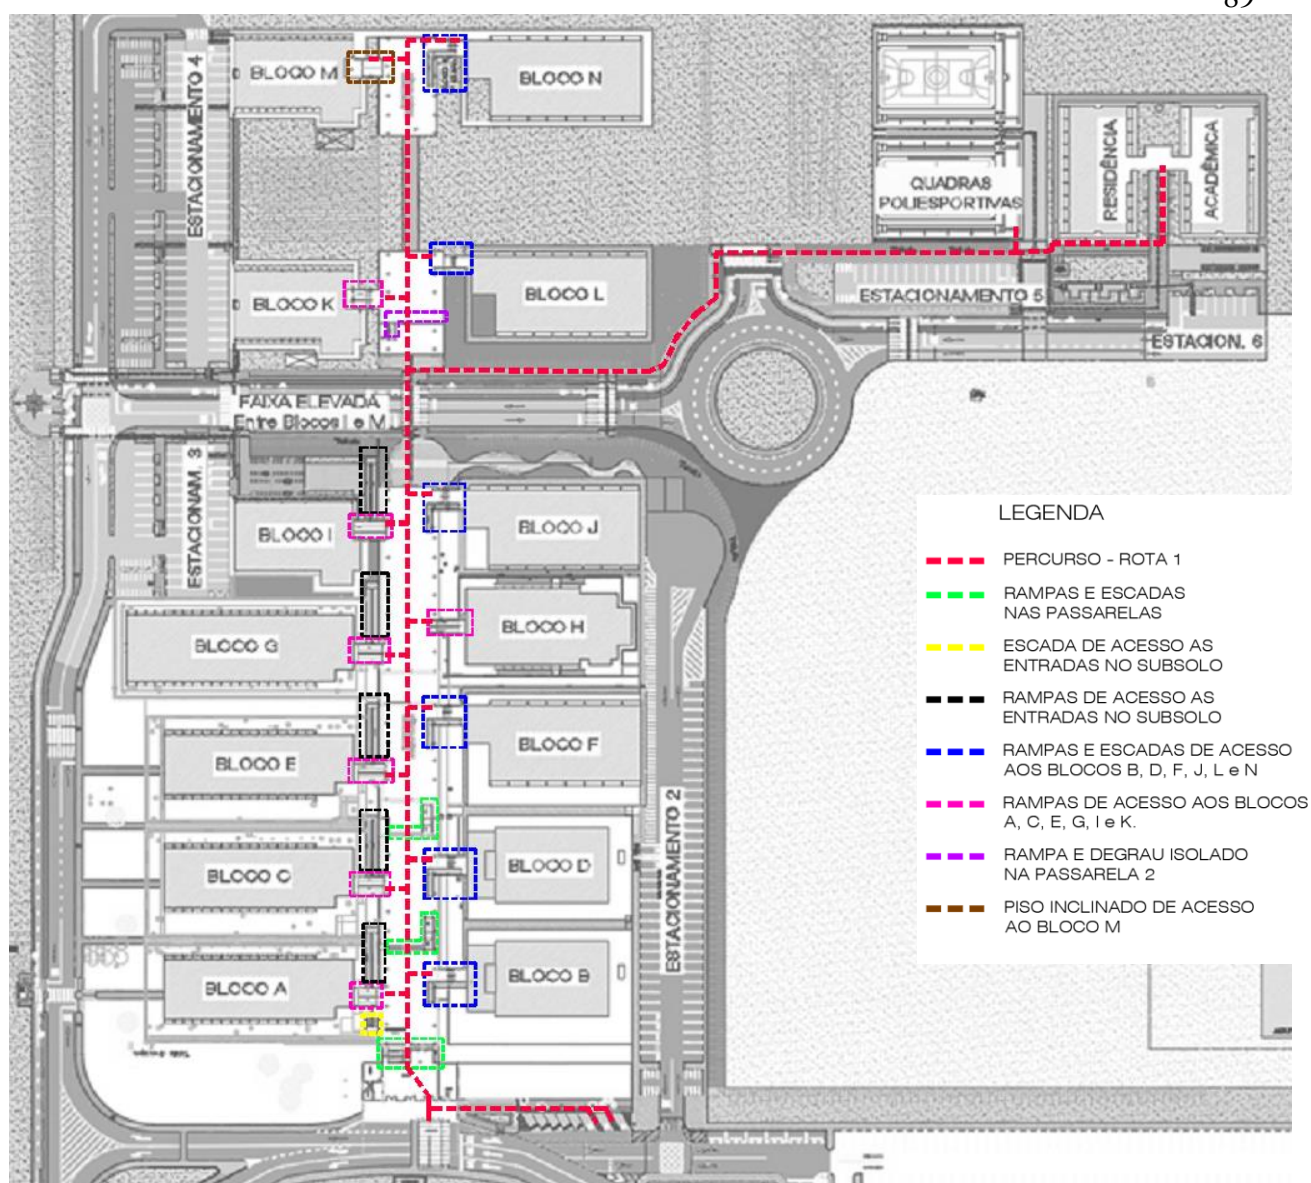 89
BLOCO M
BLOCO N
ESTACIONAMENTO 4
QUADRAS
POLIESPORTIVAS
RESIDÊNCIA
ACADÊMICA
BLOCO K
BLOCO L
ESTACIONAMENTO 5
ESTACION. 6
FAIXA ELEVADA
Entre Blocos I e M
ESTACIONAM. 3
BLOCO I
BLOCO J
BLOCO G
BLOCO H
BLOCO E
BLOCO F
BLOCO C
BLOCO D
BLOCO A
BLOCO B
ESTACIONAMENTO 2
LEGENDA
PERCURSO - ROTA 1
RAMPAS E ESCADAS
NAS PASSARELAS
ESCADA DE ACESSO AS
ENTRADAS NO SUBSOLO
RAMPAS DE ACESSO AS
ENTRADAS NO SUBSOLO
RAMPAS E ESCADAS DE ACESSO
AOS BLOCOS B, D, F, J, L e N
RAMPAS DE ACESSO AOS BLOCOS
A, C, E, G, I e K.
RAMPA E DEGRAU ISOLADO
NA PASSARELA 2
PISO INCLINADO DE ACESSO
AO BLOCO M